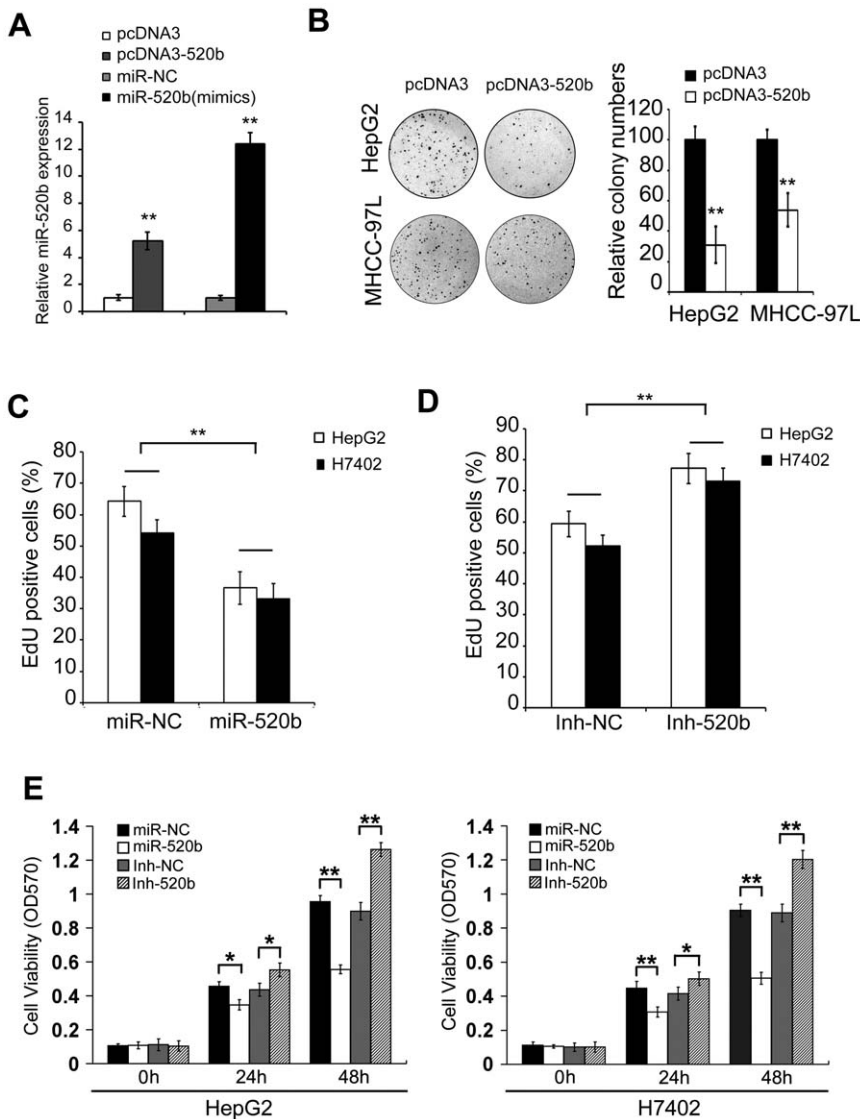 A
pcDNA3
pcDNA3-520b
miR-NC
miR-520b(mimics)
Relative miR-520b expression
14
12
10
8
6
4
2
0
**
**
B
pcDNA3 pcDNA3-520b
HepG2
MHCC-97L
pcDNA3
pcDNA3-520b
Relative colony numbers
120
100
80
60
40
20
0
**
**
HepG2 MHCC-97L
C
HepG2
H7402
**
EdU positive cells (%)
80
70
60
50
40
30
20
10
0
miR-NC miR-520b
D
HepG2
H7402
**
EdU positive cells (%)
90
80
70
60
50
40
30
20
10
0
Inh-NC Inh-520b
E
miR-NC
miR-520b
Inh-NC
Inh-520b
Cell Viability (OD570)
1.4
1.2
1
0.8
0.6
0.4
0.2
0
* * ** **
0h 24h 48h
HepG2
miR-NC
miR-520b
Inh-NC
Inh-520b
Cell Viability (OD570)
1.4
1.2
1
0.8
0.6
0.4
0.2
0
** * ** **
0h 24h 48h
H7402